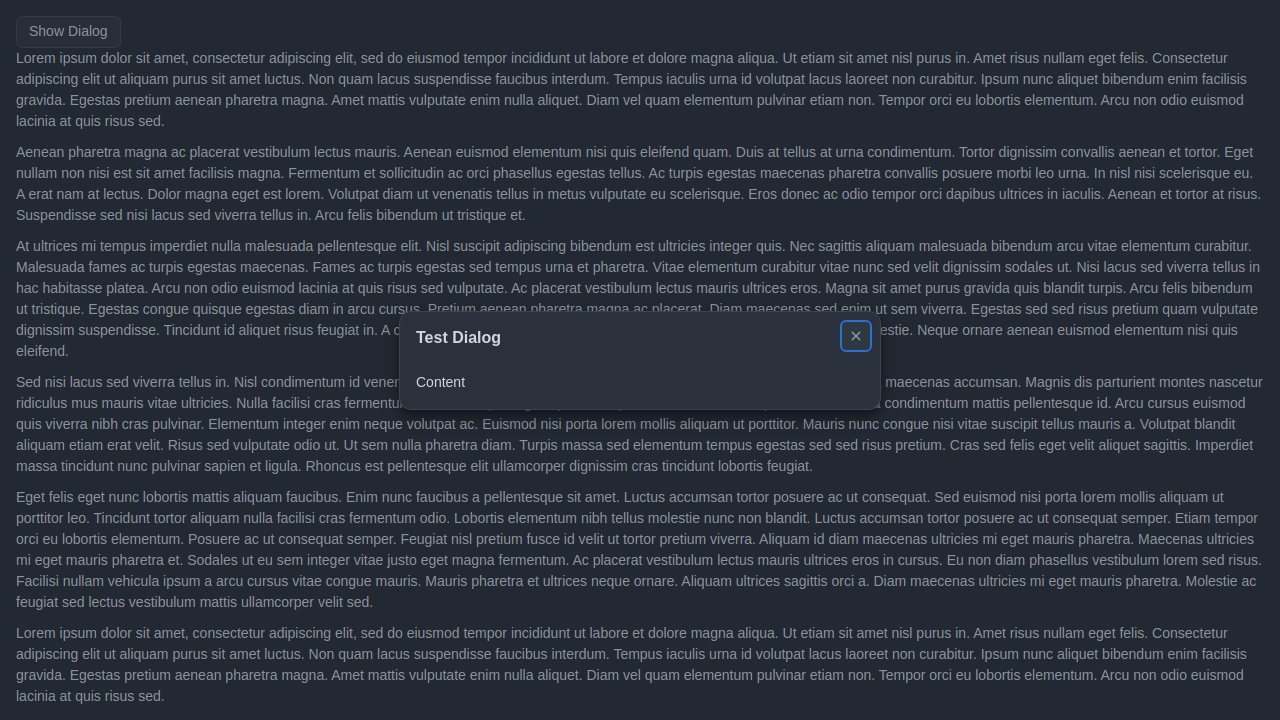 Show Dialog
Lorem ipsum dolor sit amet, consectetur adipiscing elit, sed do eiusmod tempor incididunt ut labore et dolore magna aliqua. Ut etiam sit amet nisl purus in. Amet risus nullam eget felis. Consectetur
adipiscing elit ut aliquam purus sit amet luctus. Non quam lacus suspendisse faucibus interdum. Tempus iaculis urna id volutpat lacus laoreet non curabitur. Ipsum nunc aliquet bibendum enim facilisis
gravida. Egestas pretium aenean pharetra magna. Amet mattis vulputate enim nulla aliquet. Diam vel quam elementum pulvinar etiam non. Tempor orci eu lobortis elementum. Arcu non odio euismod
lacinia at quis risus sed.
Aenean pharetra magna ac placerat vestibulum lectus mauris. Aenean euismod elementum nisi quis eleifend quam. Duis at tellus at urna condimentum. Tortor dignissim convallis aenean et tortor. Eget
nullam non nisi est sit amet facilisis magna. Fermentum et sollicitudin ac orci phasellus egestas tellus. Ac turpis egestas maecenas pharetra convallis posuere morbi leo urna. In nisl nisi scelerisque eu.
A erat nam at lectus. Dolor magna eget est lorem. Volutpat diam ut venenatis tellus in metus vulputate eu scelerisque. Eros donec ac odio tempor orci dapibus ultrices in iaculis. Aenean et tortor at risus.
Suspendisse sed nisi lacus sed viverra tellus in. Arcu felis bibendum ut tristique et.
At ultrices mi tempus imperdiet nulla malesuada pellentesque elit. Nisl suscipit adipiscing bibendum est ultricies integer quis. Nec sagittis aliquam malesuada bibendum arcu vitae elementum curabitur.
Malesuada fames ac turpis egestas maecenas. Fames ac turpis egestas sed tempus urna et pharetra. Vitae elementum curabitur vitae nunc sed velit dignissim sodales ut. Nisi lacus sed viverra tellus in
hac habitasse platea. Arcu non odio euismod lacinia at quis risus sed vulputate. Ac placerat vestibulum lectus mauris ultrices eros. Magna sit amet purus gravida quis blandit turpis. Arcu felis bibendum
ut tristique. Egestas congue quisque egestas diam in arcu cursus. Pretium aenean pharetra magna ac placerat. Diam maecenas sed enim ut sem viverra. Egestas sed sed risus pretium quam vulputate
dignissim suspendisse. Tincidunt id aliquet risus feugiat in. A Neque ornare aenean euismod elementum nisi quis
eleifend.
Test Dialog
Content
Sed nisi lacus sed viverra tellus in. Nisl condimentum id maecenas accumsan. Magnis dis parturient montes nascetur
ridiculus mus mauris vitae ultricies. Nulla facilisi cras condimentum mattis pellentesque id. Arcu cursus euismod
quis viverra nibh cras pulvinar. Elementum integer enim neque volutpat ac. Euismod nisi porta lorem mollis aliquam ut porttitor. Mauris nunc congue nisi vitae suscipit tellus mauris a. Volutpat blandit
aliquam etiam erat velit. Risus sed vulputate odio ut. Ut sem nulla pharetra diam. Turpis massa sed elementum tempus egestas sed sed risus pretium. Cras sed felis eget velit aliquet sagittis. Imperdiet
massa tincidunt nunc pulvinar sapien et ligula. Rhoncus est pellentesque elit ullamcorper dignissim cras tincidunt lobortis feugiat.
Eget felis eget nunc lobortis mattis aliquam faucibus. Enim nunc faucibus a pellentesque sit amet. Luctus accumsan tortor posuere ac ut consequat. Sed euismod nisi porta lorem mollis aliquam ut
porttitor leo. Tincidunt tortor aliquam nulla facilisi cras fermentum odio. Lobortis elementum nibh tellus molestie nunc non blandit. Luctus accumsan tortor posuere ac ut consequat semper. Etiam tempor
orci eu lobortis elementum. Posuere ac ut consequat semper. Feugiat nisl pretium fusce id velit ut tortor pretium viverra. Aliquam id diam maecenas ultricies mi eget mauris pharetra. Maecenas ultricies
mi eget mauris pharetra et. Sodales ut eu sem integer vitae justo eget magna fermentum. Ac placerat vestibulum lectus mauris ultrices eros in cursus. Eu non diam phasellus vestibulum lorem sed risus.
Facilisi nullam vehicula ipsum a arcu cursus vitae congue mauris. Mauris pharetra et ultrices neque ornare. Aliquam ultrices sagittis orci a. Diam maecenas ultricies mi eget mauris pharetra. Molestie ac
feugiat sed lectus vestibulum mattis ullamcorper velit sed.
Lorem ipsum dolor sit amet, consectetur adipiscing elit, sed do eiusmod tempor incididunt ut labore et dolore magna aliqua. Ut etiam sit amet nisl purus in. Amet risus nullam eget felis. Consectetur
adipiscing elit ut aliquam purus sit amet luctus. Non quam lacus suspendisse faucibus interdum. Tempus iaculis urna id volutpat lacus laoreet non curabitur. Ipsum nunc aliquet bibendum enim facilisis
gravida. Egestas pretium aenean pharetra magna. Amet mattis vulputate enim nulla aliquet. Diam vel quam elementum pulvinar etiam non. Tempor orci eu lobortis elementum. Arcu non odio euismod
lacinia at quis risus sed.